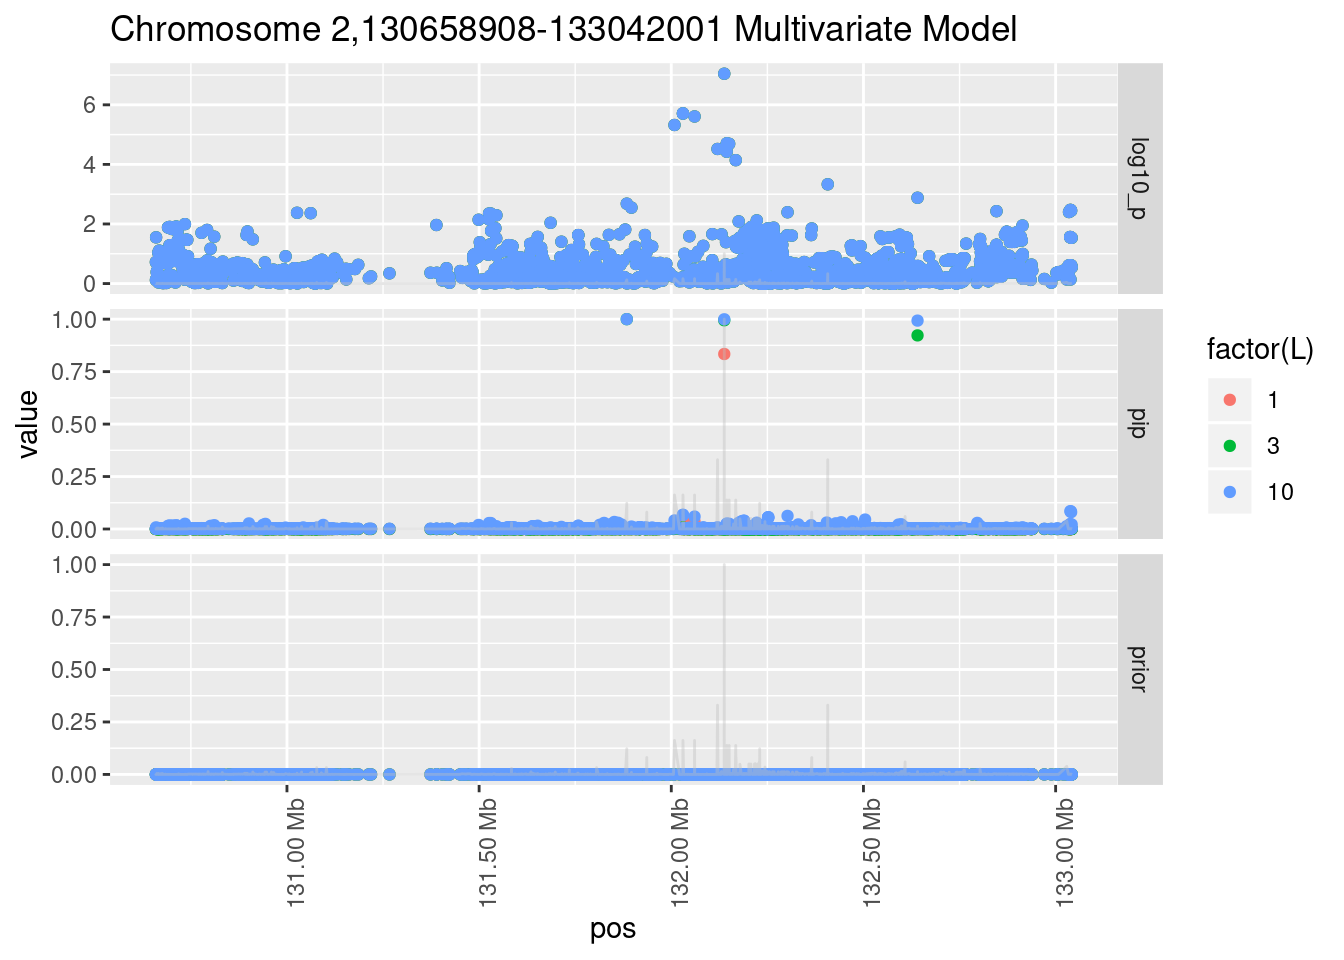 Chromosome 2,130658908-133042001 Multivariate Model
6
4
2
0
log10_p
1.00
0.75
0.50
0.25
0.00
pip
1.00
0.75
0.50
0.25
0.00
prior
value
131.00 Mb
131.50 Mb
132.00 Mb
132.50 Mb
133.00 Mb
pos
factor(L)
1
3
10